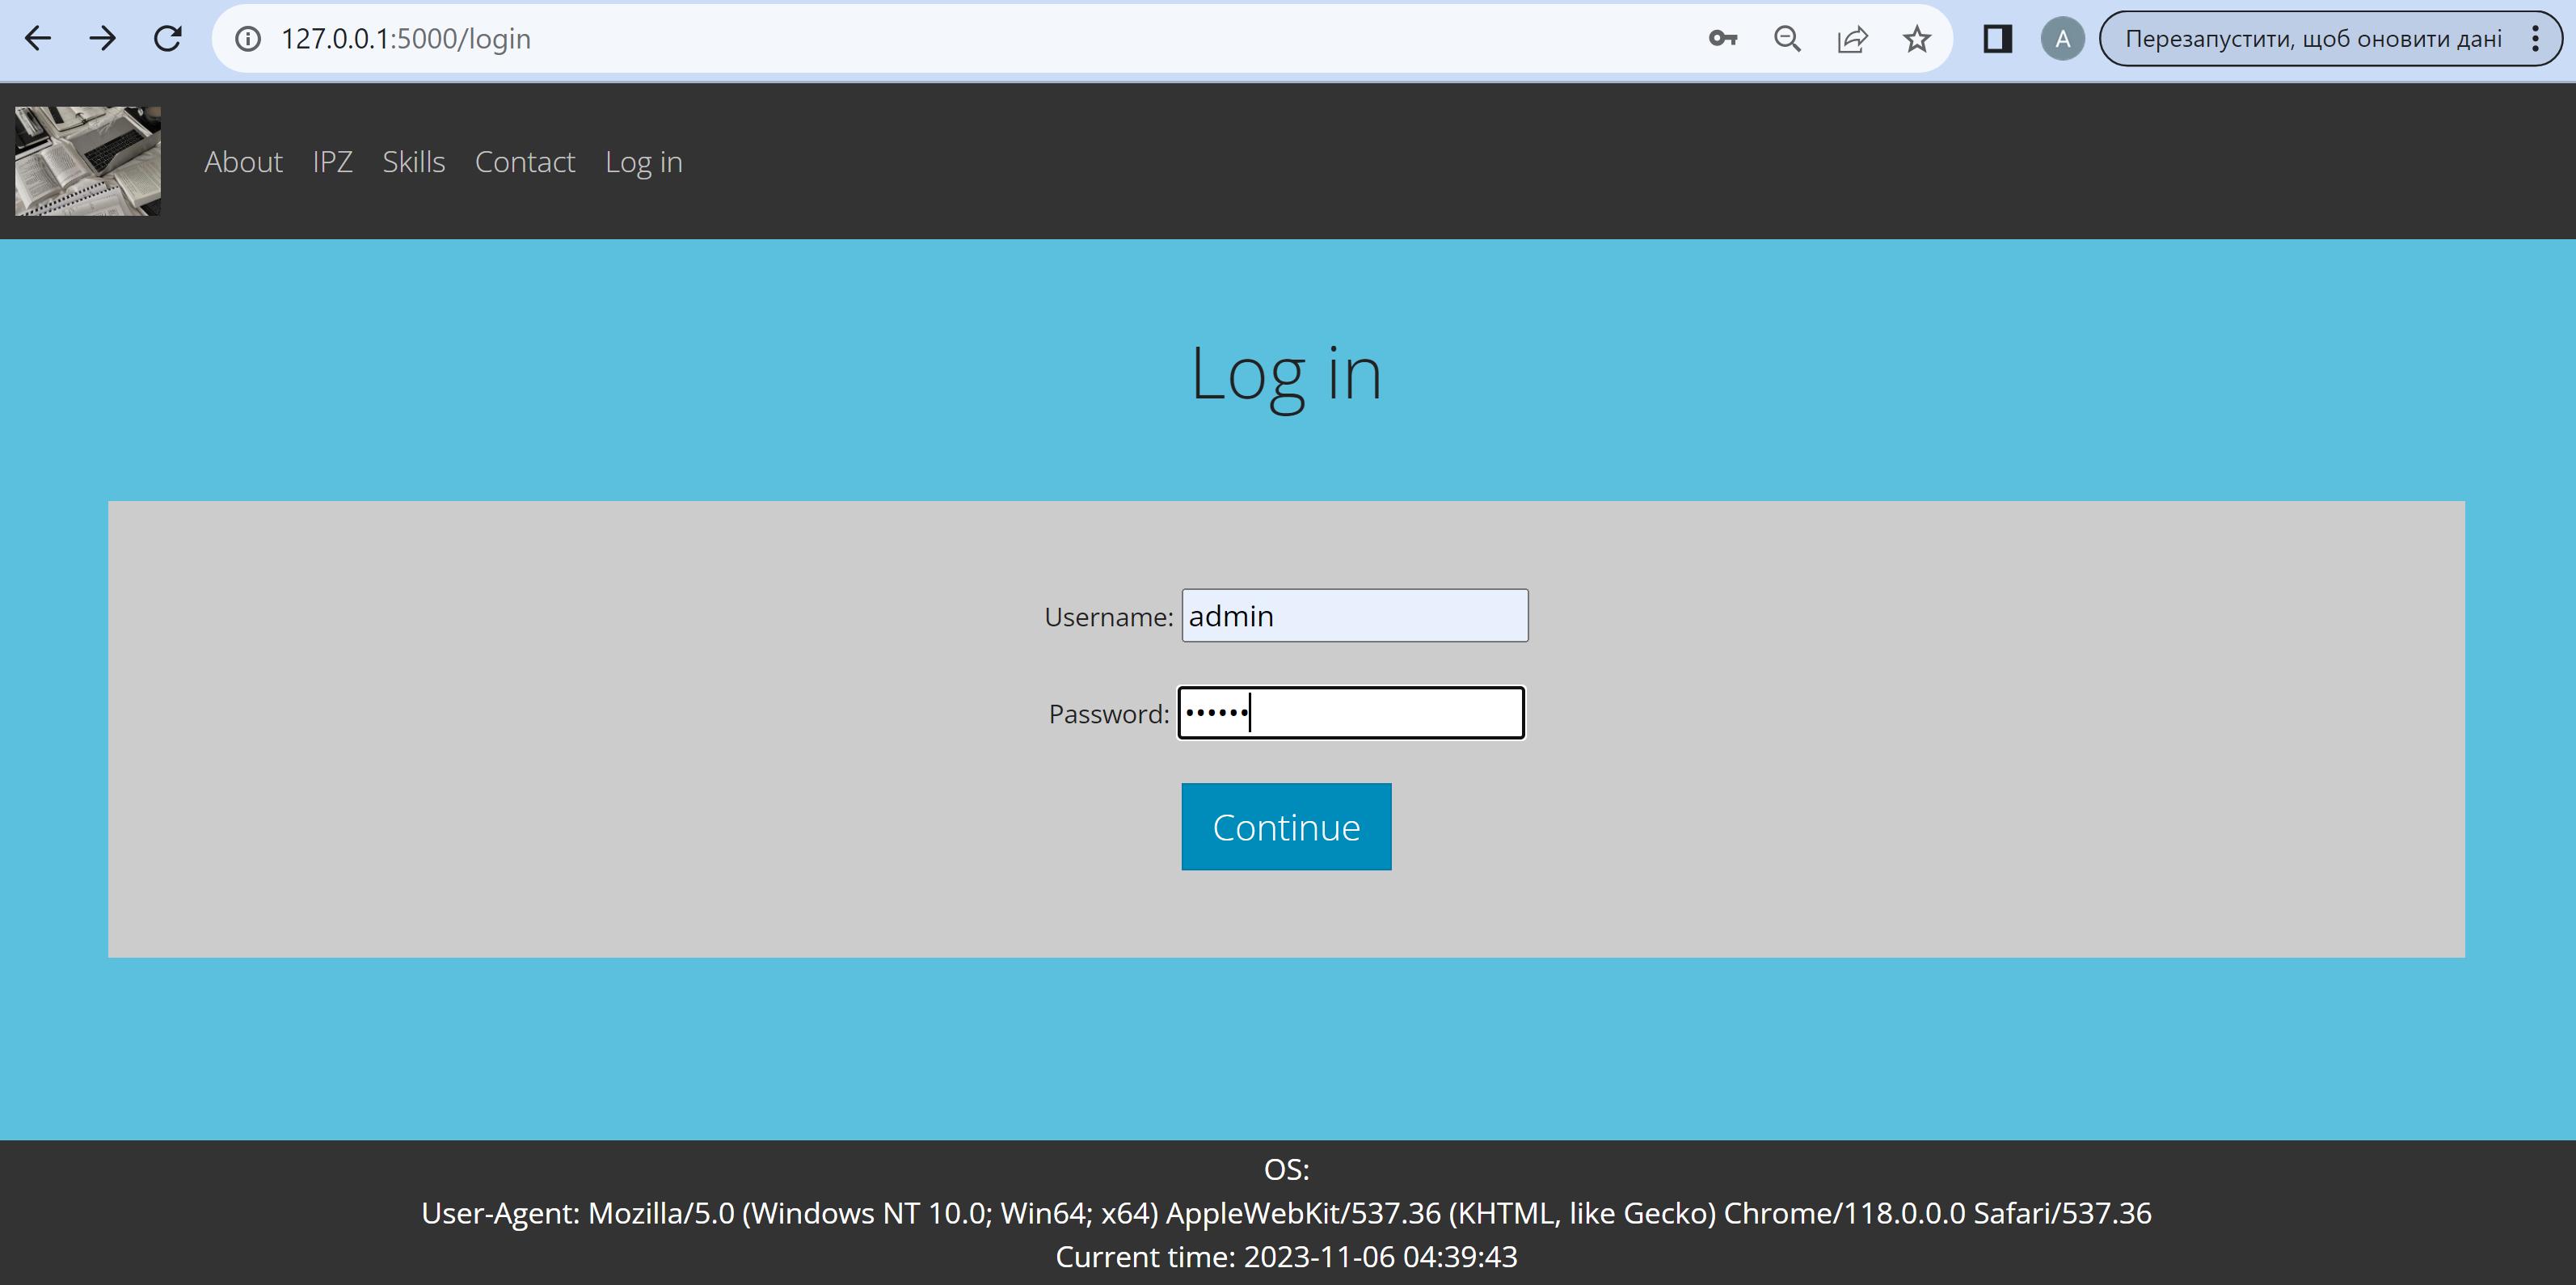 127.0.0.1:5000/login
A
Перезапустити, щоб оновити дані
About IPZ Skills Contact Log in
Log in
Username: admin
Password: ••••••
Continue
OS:
User-Agent: Mozilla/5.0 (Windows NT 10.0; Win64; x64) AppleWebKit/537.36 (KHTML, like Gecko) Chrome/118.0.0.0 Safari/537.36
Current time: 2023-11-06 04:39:43